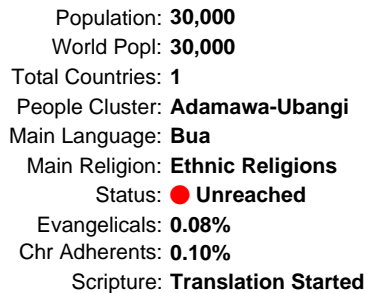 Population: 30,000
World Popl: 30,000
Total Countries: 1
People Cluster: Adamawa-Ubangi
Main Language: Bua
Main Religion: Ethnic Religions
Status: Unreached
Evangelicals: 0.08%
Chr Adherents: 0.10%
Scripture: Translation Started